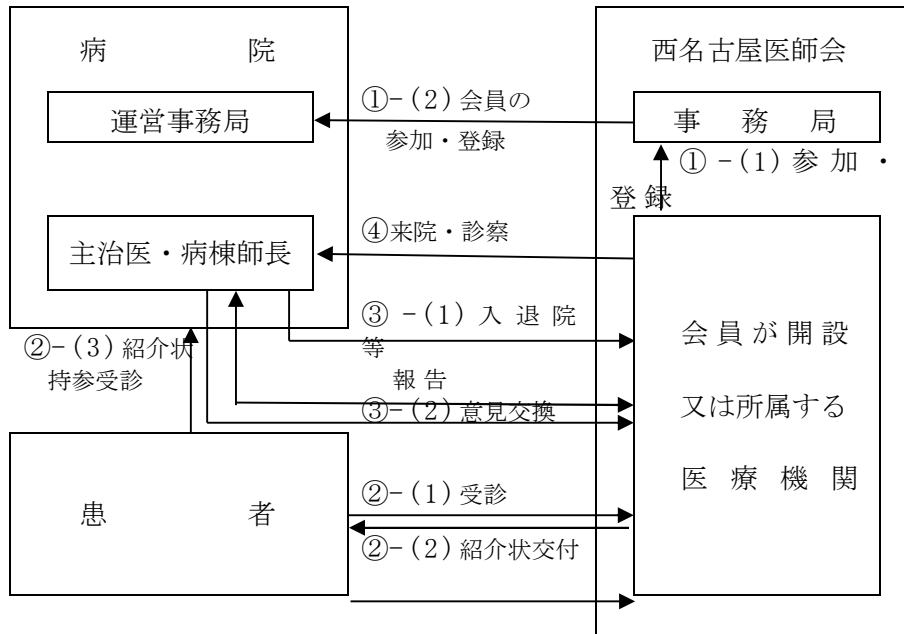 病　　　院
西名古屋医師会
運営事務局
①-(2)会員の
参加・登録
事　務　局
①-(1)参加・
登録
主治医・病棟師長
④来院・診察
③-(1)入退院
等
報告
②-(3)紹介状
持参受診
③-(2)意見交換
会員が開設
又は所属する
医療機関
患　　　者
②-(1)受診
②-(2)紹介状交付